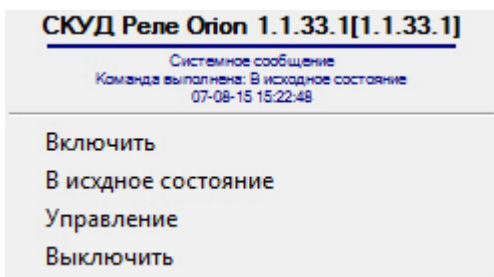 СКУД Реле Orion 1.1.33.1[1.1.33.1]
Системное сообщение
Команда выполнена: В исходное состояние
07-08-15 15:22:48
Включить
В исхдное состояние
Управление
Выключить